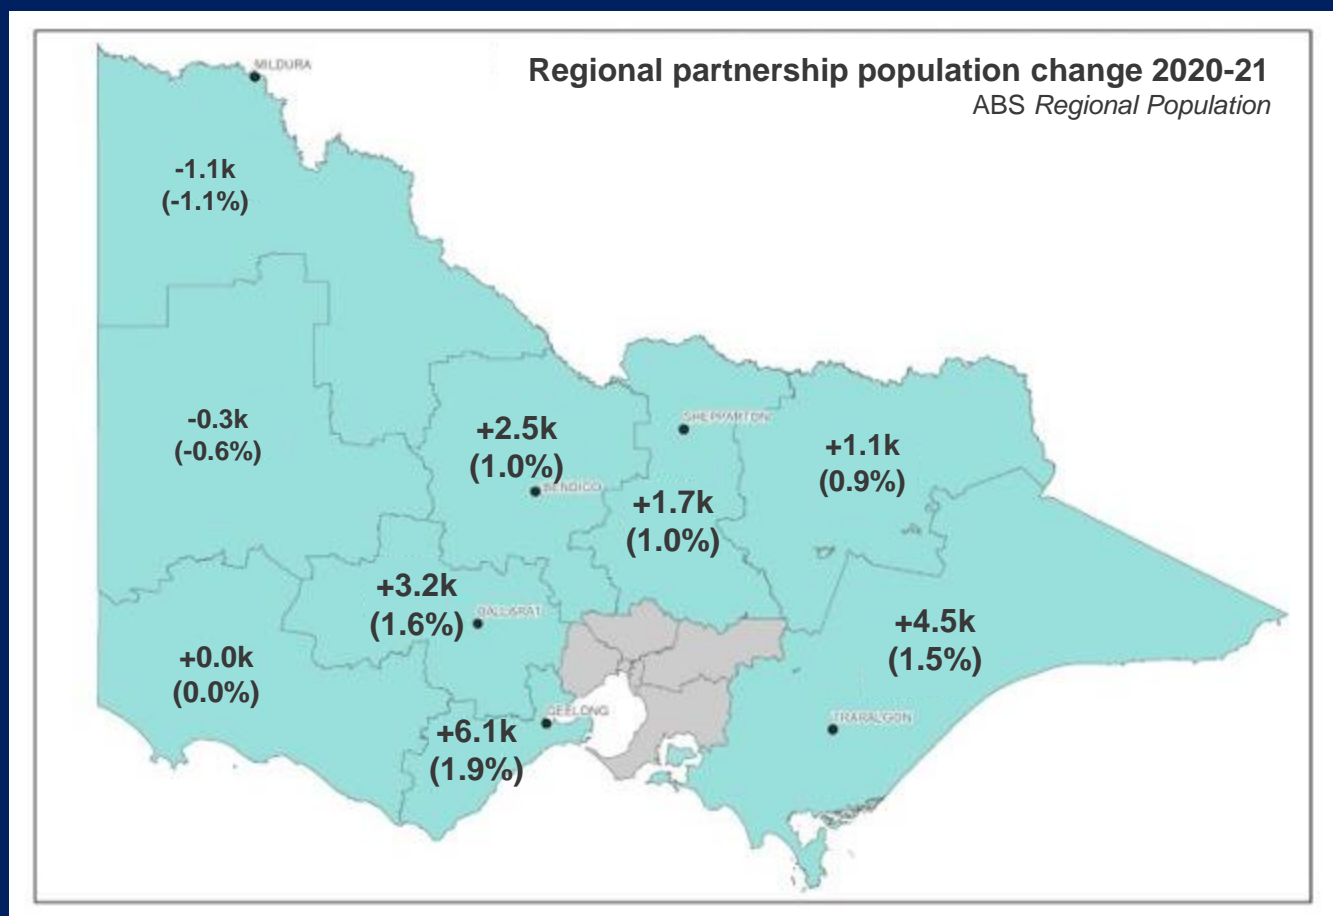 Regional partnership population change 2020-21
ABS Regional Population
MILDURA
-1.1k
(-1.1%)
-0.3k
(-0.6%)
+2.5k
(1.0%)
BENDIGO
SHEPPARTON
+1.7k
(1.0%)
+1.1k
(0.9%)
+3.2k
(1.6%)
BALLARAT
+4.5k
(1.5%)
+0.0k
(0.0%)
GEELONG
+6.1k
(1.9%)
TRARALGON